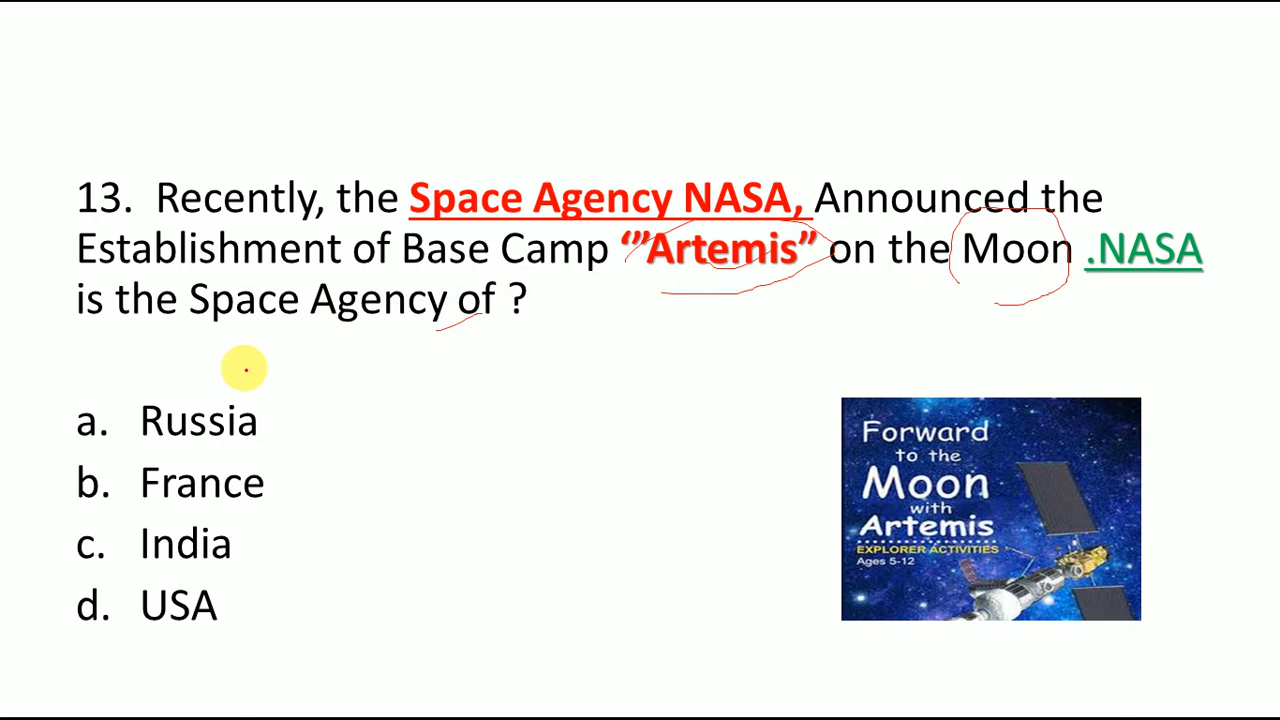 13. Recently, the Space Agency NASA, Announced the
Establishment of Base Camp “”Artemis” on the Moon .NASA
is the Space Agency of ?
a. Russia
b. France
c. India
d. USA
Forward
to the
Moon
with
Artemis
EXPLORER ACTIVITIES
Ages 5-12